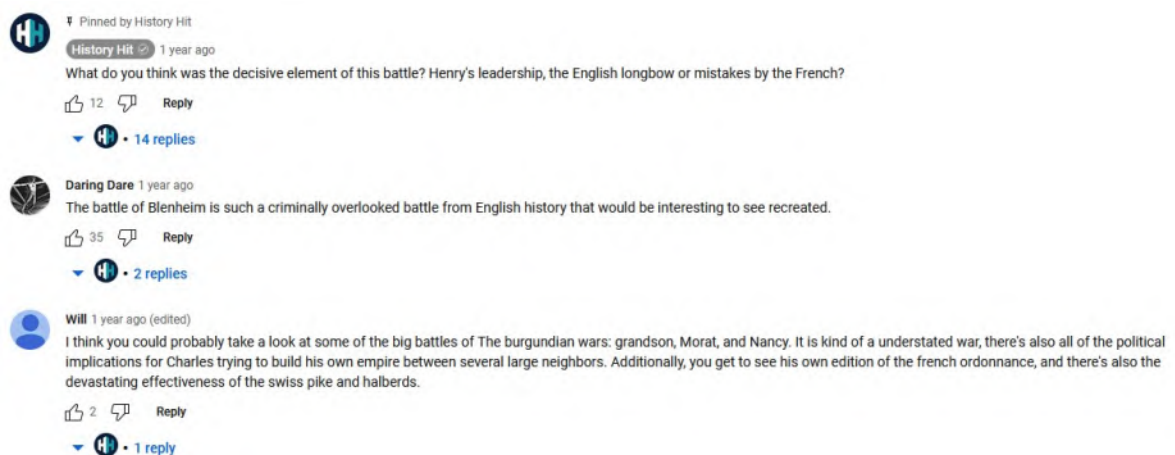 Pinned by History Hit
History Hit 1 year ago
What do you think was the decisive element of this battle? Henry's leadership, the English longbow or mistakes by the French?
12 Reply
14 replies
Daring Dare 1 year ago
The battle of Blenheim is such a criminally overlooked battle from English history that would be interesting to see recreated.
35 Reply
2 replies
Will 1 year ago (edited)
I think you could probably take a look at some of the big battles of The burgundian wars: grandson, Morat, and Nancy. It is kind of a understated war, there's also all of the political
implications for Charles trying to build his own empire between several large neighbors. Additionally, you get to see his own edition of the french ordonnance, and there's also the
devastating effectiveness of the swiss pike and halberds.
2 Reply
1 reply